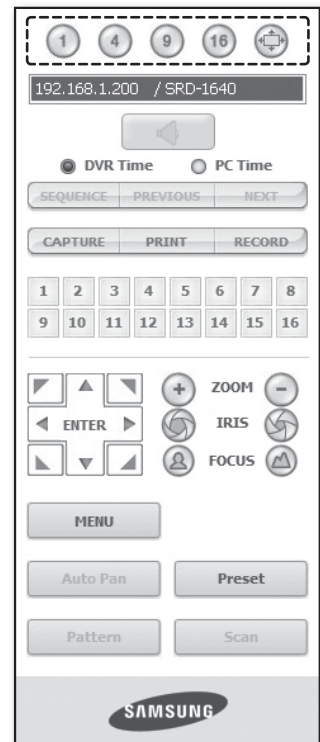 1 4 9 16
192.168.1.200 / SRD-1640
DVR Time PC Time
SEQUENCE PREVIOUS NEXT
CAPTURE PRINT RECORD
1 2 3 4 5 6 7 8
9 10 11 12 13 14 15 16
ZOOM
ENTER IRIS
FOCUS
MENU
Auto Pan Preset
Pattern Scan
SAMSUNG